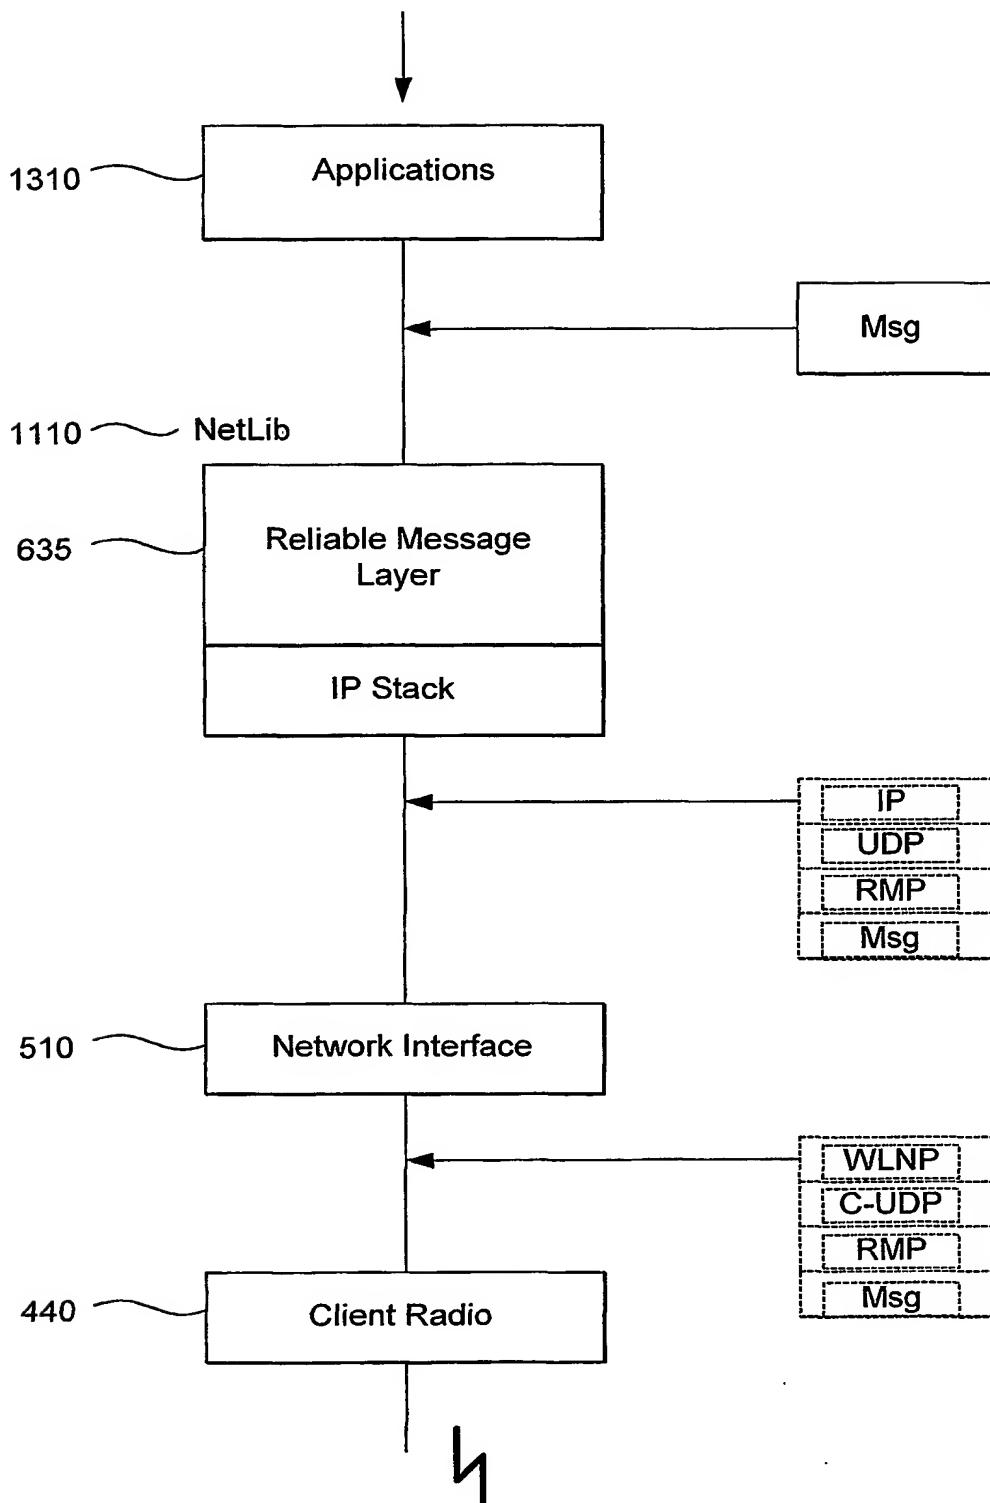 1310
Applications
Msg
1110
NetLib
635
Reliable Message
Layer
IP Stack
IP
UDP
RMP
Msg
510
Network Interface
WLNP
C-UDP
RMP
Msg
440
Client Radio